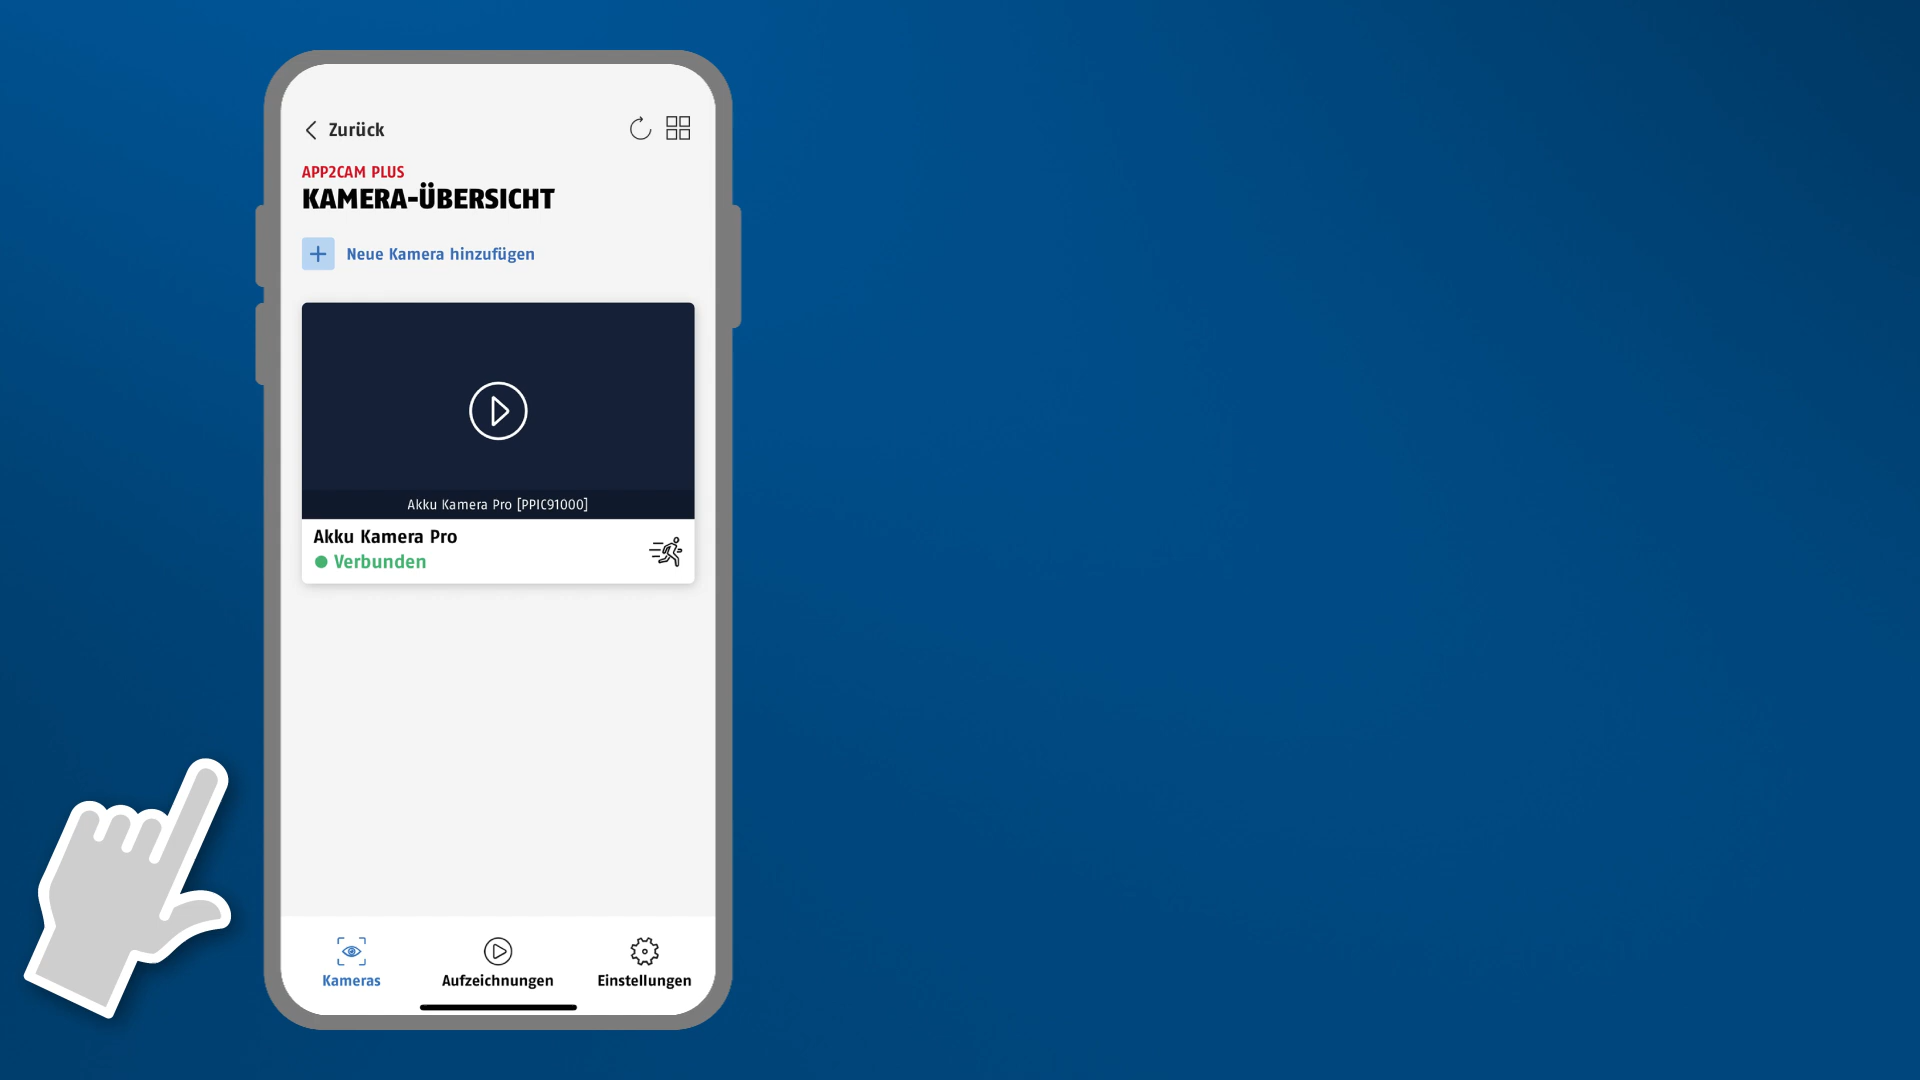 Zurück
APP2CAM PLUS
KAMERA-ÜBERSICHT
Neue Kamera hinzufügen
Akku Kamera Pro [PPIC91000]
Akku Kamera Pro
Verbunden
Kameras
Aufzeichnungen
Einstellungen